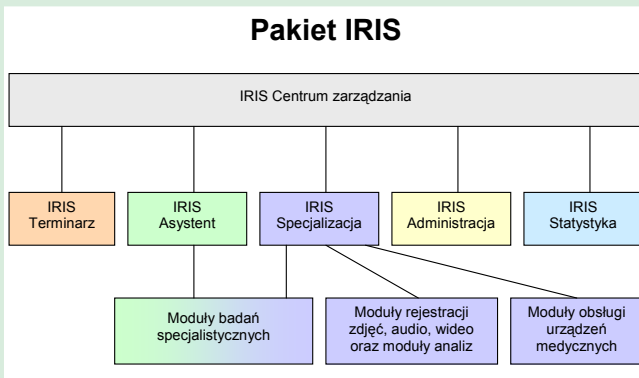 Pakiet IRIS
IRIS Centrum zarządzania
IRIS
Terminarz
IRIS
Asystent
IRIS
Specjalizacja
IRIS
Administracja
IRIS
Statystyka
Moduły badań
specjalistycznych
Moduły rejestracji
zdjęć, audio, wideo
oraz moduły analiz
Moduły obsługi
urządzeń
medycznych